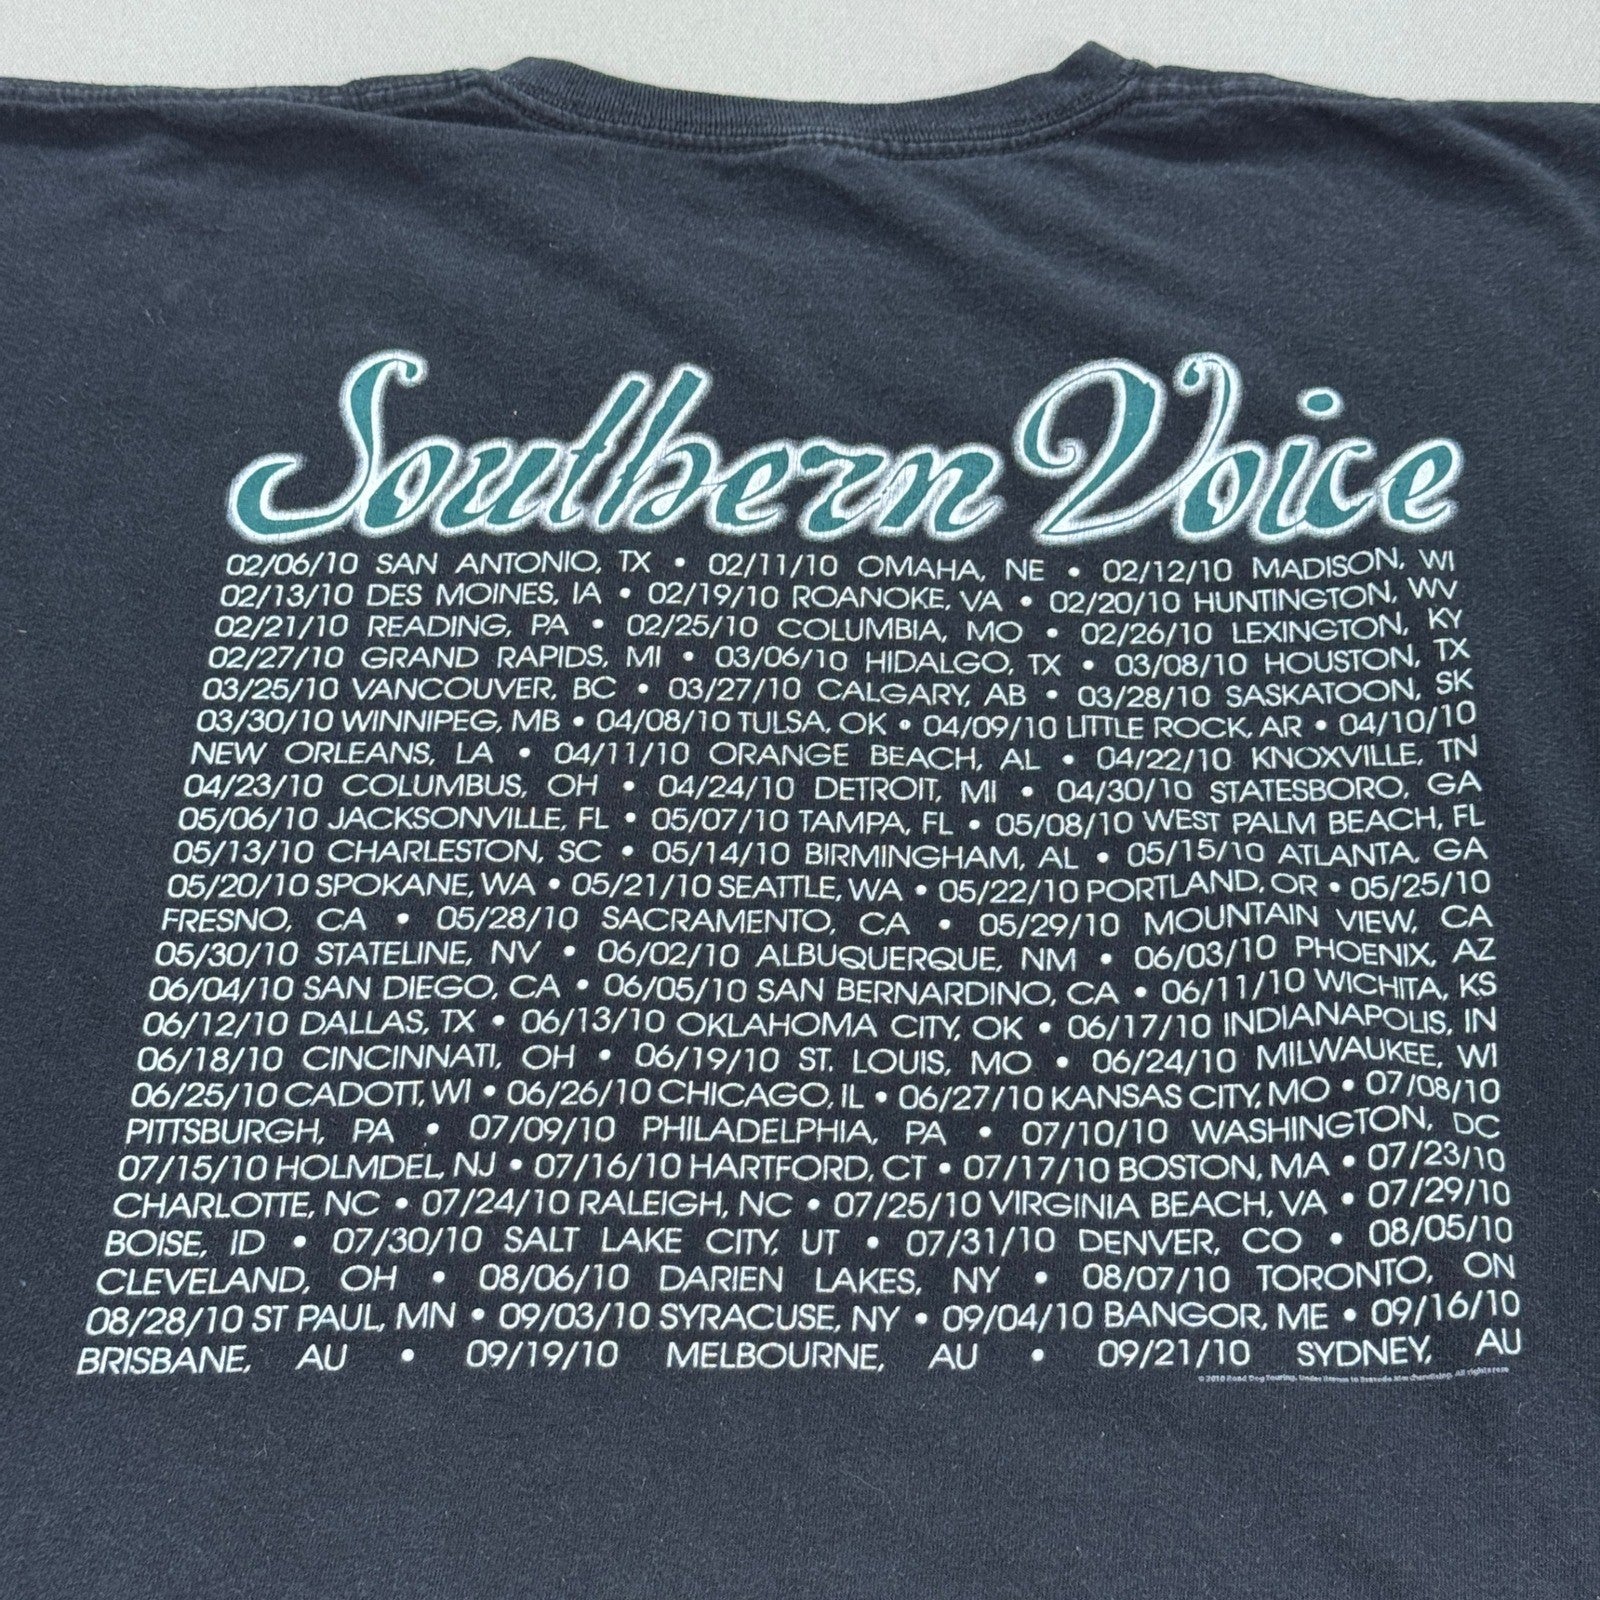 Southern Voice
02/06/10 SAN ANTONIO, TX • 02/11/10 OMAHA, NE • 02/12/10 MADISON, WI
02/13/10 DES MOINES, IA • 02/19/10 ROANOKE, VA • 02/20/10 HUNTINGTON, WV
02/21/10 READING, PA • 02/25/10 COLUMBIA, MO • 02/26/10 LEXINGTON, KY
02/27/10 GRAND RAPIDS, MI • 03/06/10 HIDALGO, TX • 03/08/10 HOUSTON, TX
03/25/10 VANCOUVER, BC • 03/27/10 CALGARY, AB • 03/28/10 SASKATOON, SK
03/30/10 WINNIPEG, MB • 04/08/10 TULSA, OK • 04/09/10 LITTLE ROCK, AR • 04/10/10
NEW ORLEANS, LA • 04/11/10 ORANGE BEACH, AL • 04/22/10 KNOXVILLE, TN
04/23/10 COLUMBUS, OH • 04/24/10 DETROIT, MI • 04/30/10 STATESBORO, GA
05/06/10 JACKSONVILLE, FL • 05/07/10 TAMPA, FL • 05/08/10 WEST PALM BEACH, FL
05/13/10 CHARLESTON, SC • 05/14/10 BIRMINGHAM, AL • 05/15/10 ATLANTA, GA
05/20/10 SPOKANE, WA • 05/21/10 SEATTLE, WA • 05/22/10 PORTLAND, OR • 05/25/10
FRESNO, CA • 05/28/10 SACRAMENTO, CA • 05/29/10 MOUNTAIN VIEW, CA
05/30/10 STATELINE, NV • 06/02/10 ALBUQUERQUE, NM • 06/03/10 PHOENIX, AZ
06/04/10 SAN DIEGO, CA • 06/05/10 SAN BERNARDINO, CA • 06/11/10 WICHITA, KS
06/12/10 DALLAS, TX • 06/13/10 OKLAHOMA CITY, OK • 06/17/10 INDIANAPOLIS, IN
06/18/10 CINCINNATI, OH • 06/19/10 ST. LOUIS, MO • 06/24/10 MILWAUKEE, WI
06/25/10 CADOTT, WI • 06/26/10 CHICAGO, IL • 06/27/10 KANSAS CITY, MO • 07/08/10
PITTSBURGH, PA • 07/09/10 PHILADELPHIA, PA • 07/10/10 WASHINGTON, DC
07/15/10 HOLMDEL, NJ • 07/16/10 HARTFORD, CT • 07/17/10 BOSTON, MA • 07/23/10
CHARLOTTE, NC • 07/24/10 RALEIGH, NC • 07/25/10 VIRGINIA BEACH, VA • 07/29/10
BOISE, ID • 07/30/10 SALT LAKE CITY, UT • 07/31/10 DENVER, CO • 08/05/10
CLEVELAND, OH • 08/06/10 DARIEN LAKES, NY • 08/07/10 TORONTO, ON
08/28/10 ST PAUL, MN • 09/03/10 SYRACUSE, NY • 09/04/10 BANGOR, ME • 09/16/10
BRISBANE, AU • 09/19/10 MELBOURNE, AU • 09/21/10 SYDNEY, AU
© 2010 Road Dog Touring, Under license to Bravado Merchandising. All rights